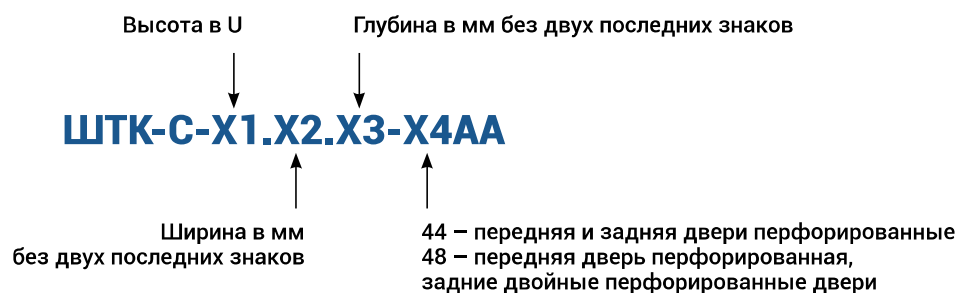 Высота в U
Глубина в мм без двух последних знаков
ШТК-С-X1.X2.X3-X4АА
Ширина в мм
без двух последних знаков
44 – передняя и задняя двери перфорированные
48 – передняя дверь перфорированная,
задние двойные перфорированные двери